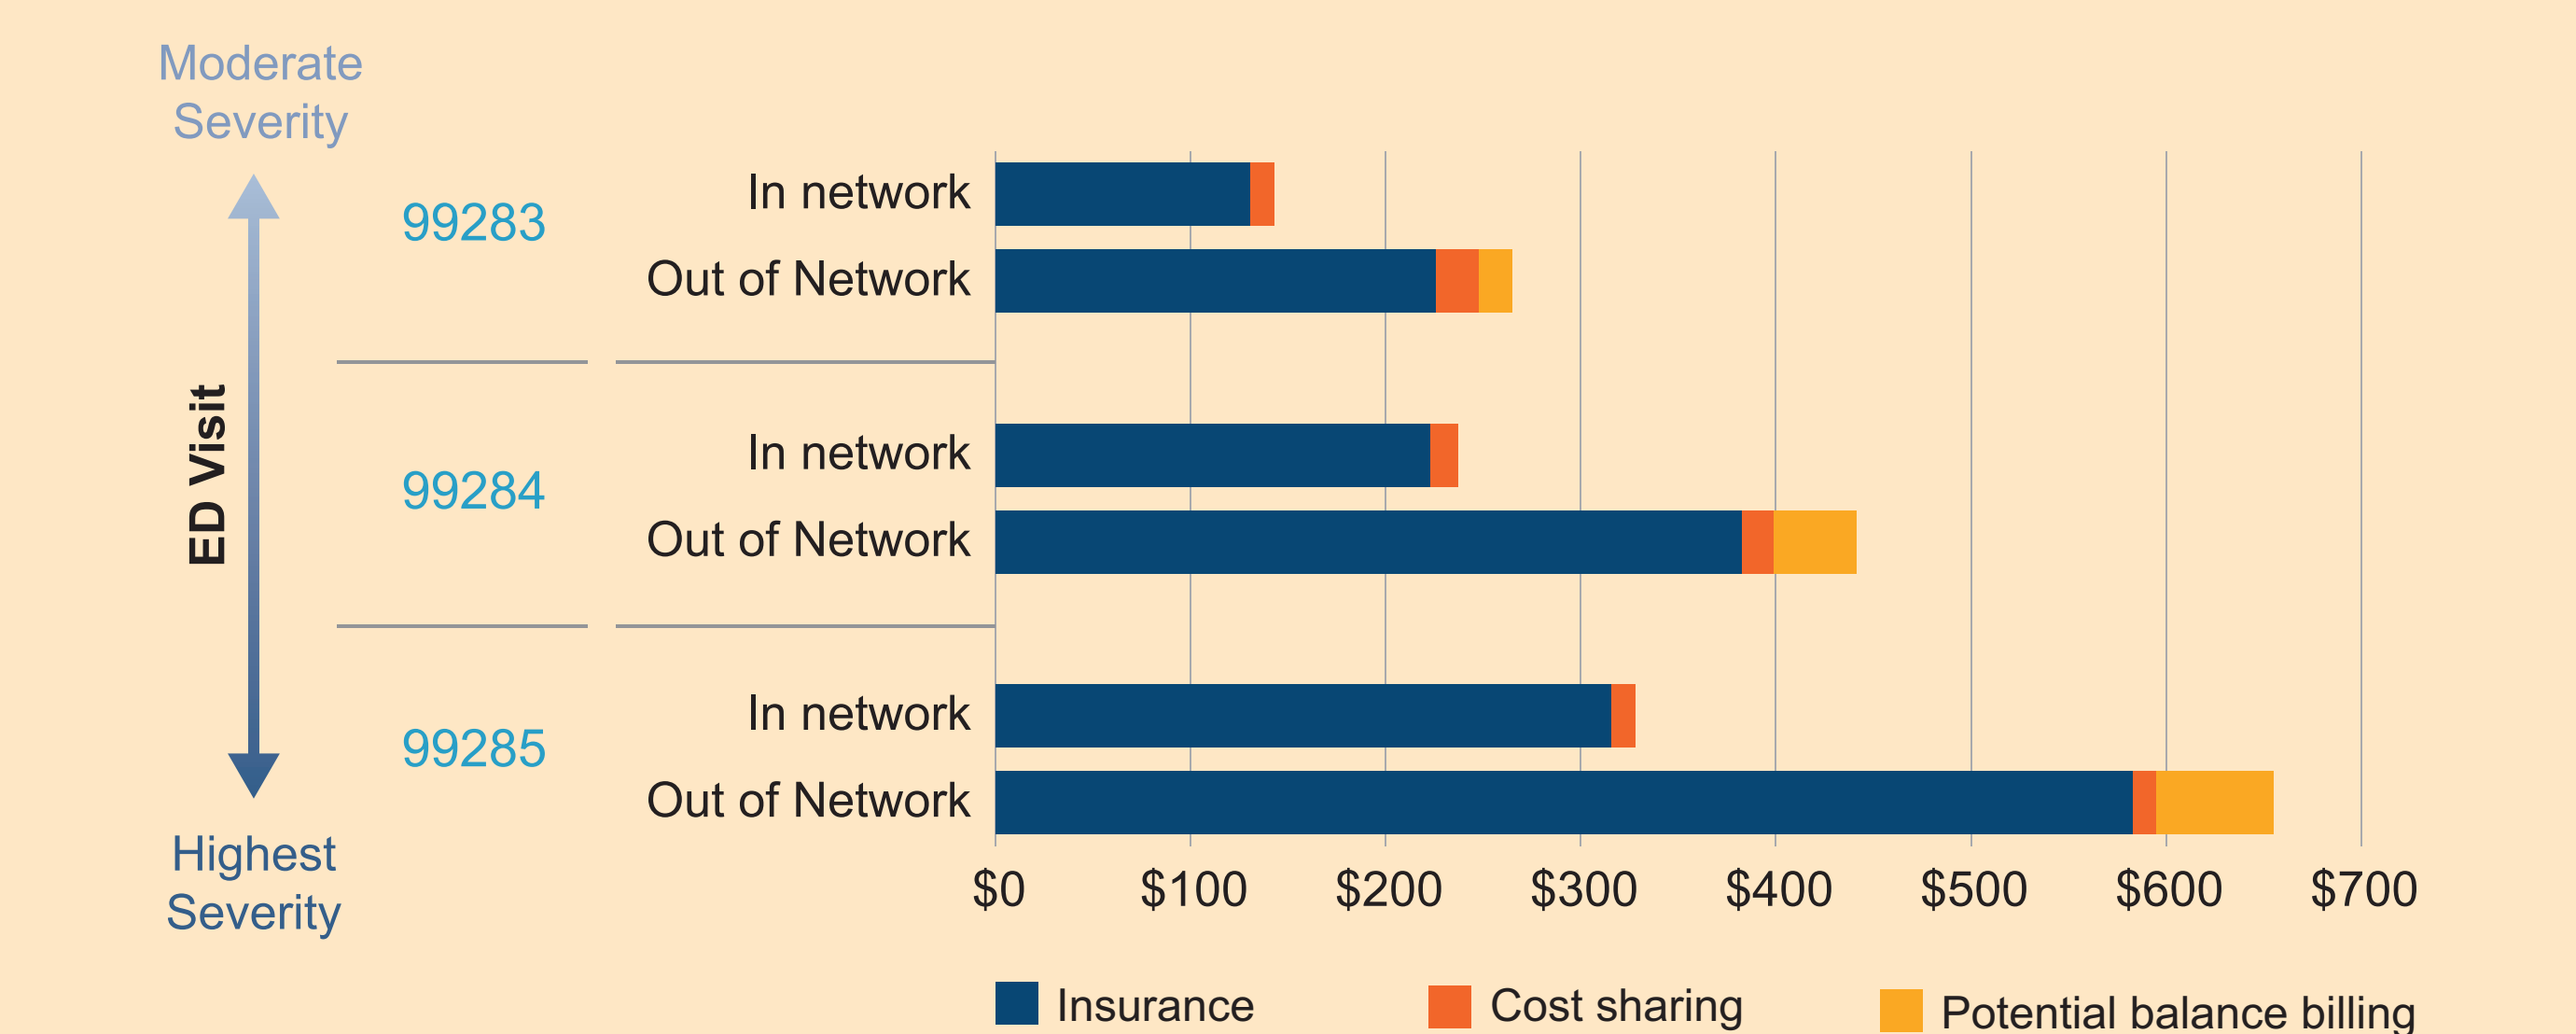 Moderate
Severity
99283
In network
Out of Network
ED Visit
99284
In network
Out of Network
99285
In network
Out of Network
Highest
Severity
$0 $100 $200 $300 $400 $500 $600 $700
Insurance Cost sharing Potential balance billing